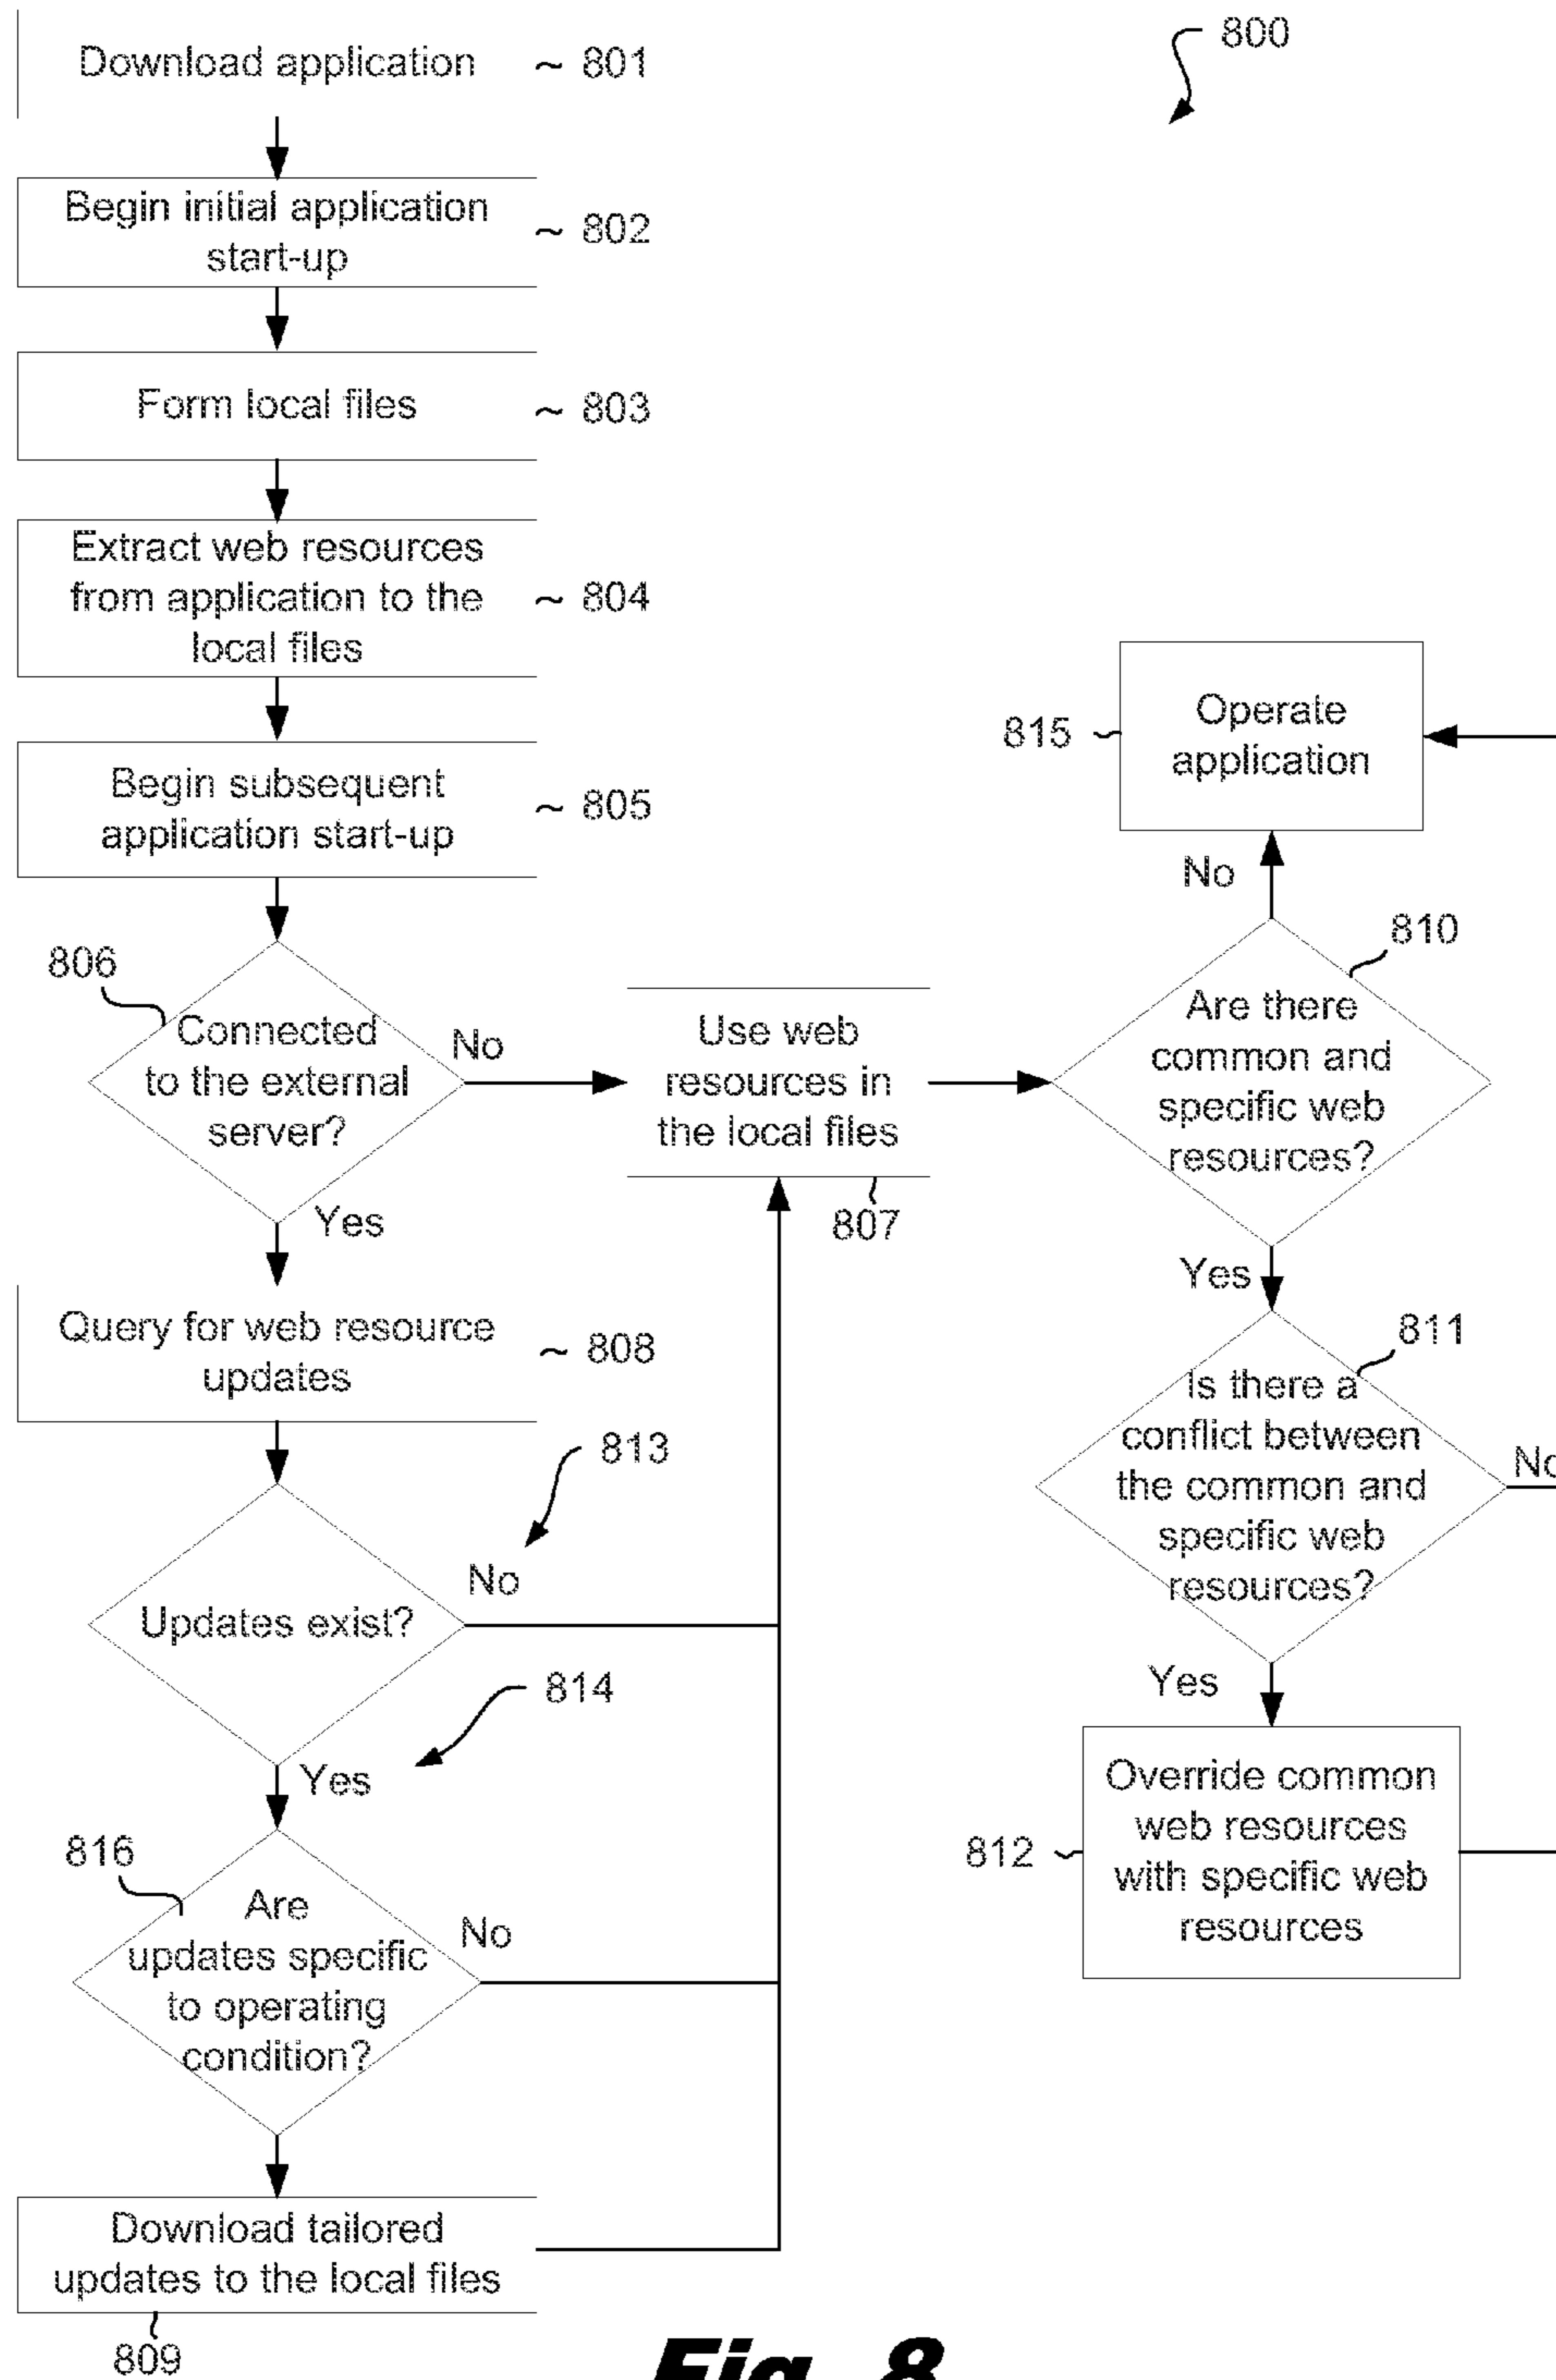 800
Download application
~ 801
Begin initial application
start-up
~ 802
Form local files
~ 803
Extract web resources
from application to the
local files
~ 804
Begin subsequent
application start-up
~ 805
806
Connected
to the external
server?
No
Yes
Use web
resources in
the local files
807
Query for web resource
updates
~ 808
813
Updates exist?
No
814
Yes
816
Are
updates specific
to operating
condition?
No
Download tailored
updates to the local files
809
815
Operate
application
No
810
Are there
common and
specific web
resources?
Yes
811
Is there a
conflict between
the common and
specific web
resources?
No
Yes
812
Override common
web resources
with specific web
resources
Fig. 8